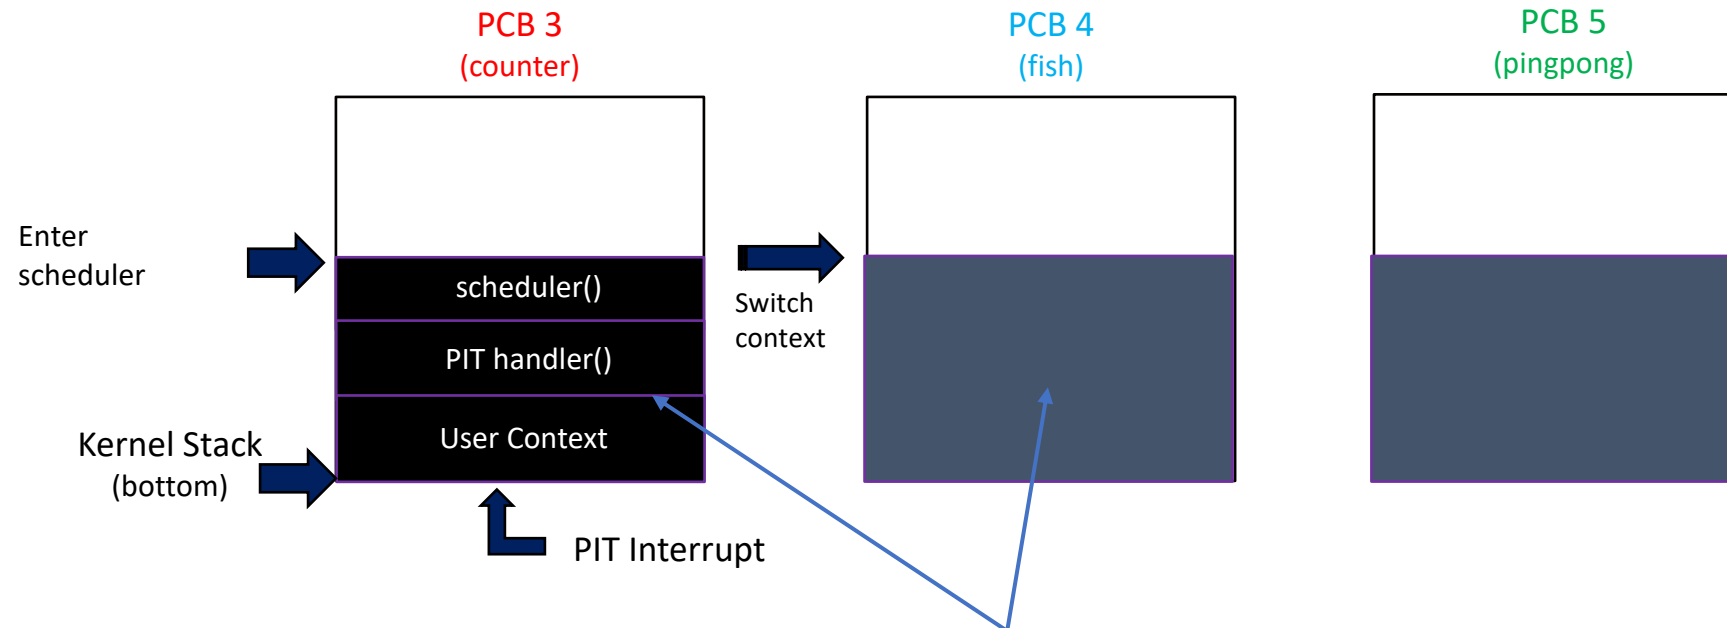 PCB 3
(counter)
PCB 4
(fish)
PCB 5
(pingpong)
Enter
scheduler
scheduler()
PIT handler()
User Context
Switch
context
Kernel Stack
(bottom)
PIT Interrupt